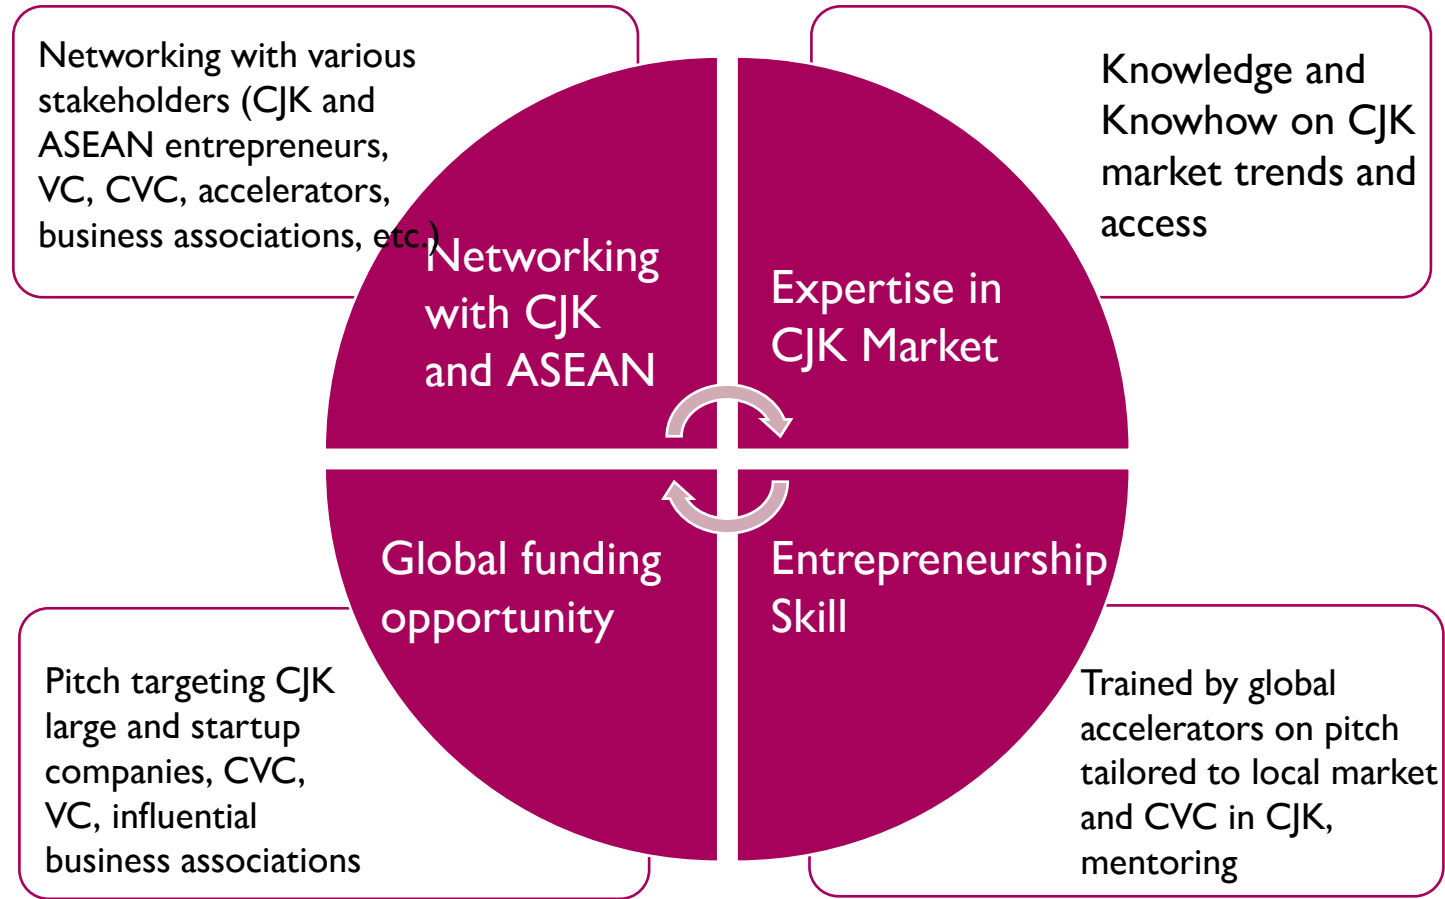 Networking with various
stakeholders (CJK and
ASEAN entrepreneurs,
VC, CVC, accelerators,
business associations, etc.)
Networking
with CJK
and ASEAN
Expertise in
CJK Market
Knowledge and
Knowhow on CJK
market trends and
access
Global funding
opportunity
Pitch targeting CJK
large and startup
companies, CVC,
VC, influential
business associations
Entrepreneurship
Skill
Trained by global
accelerators on pitch
tailored to local market
and CVC in CJK,
mentoring